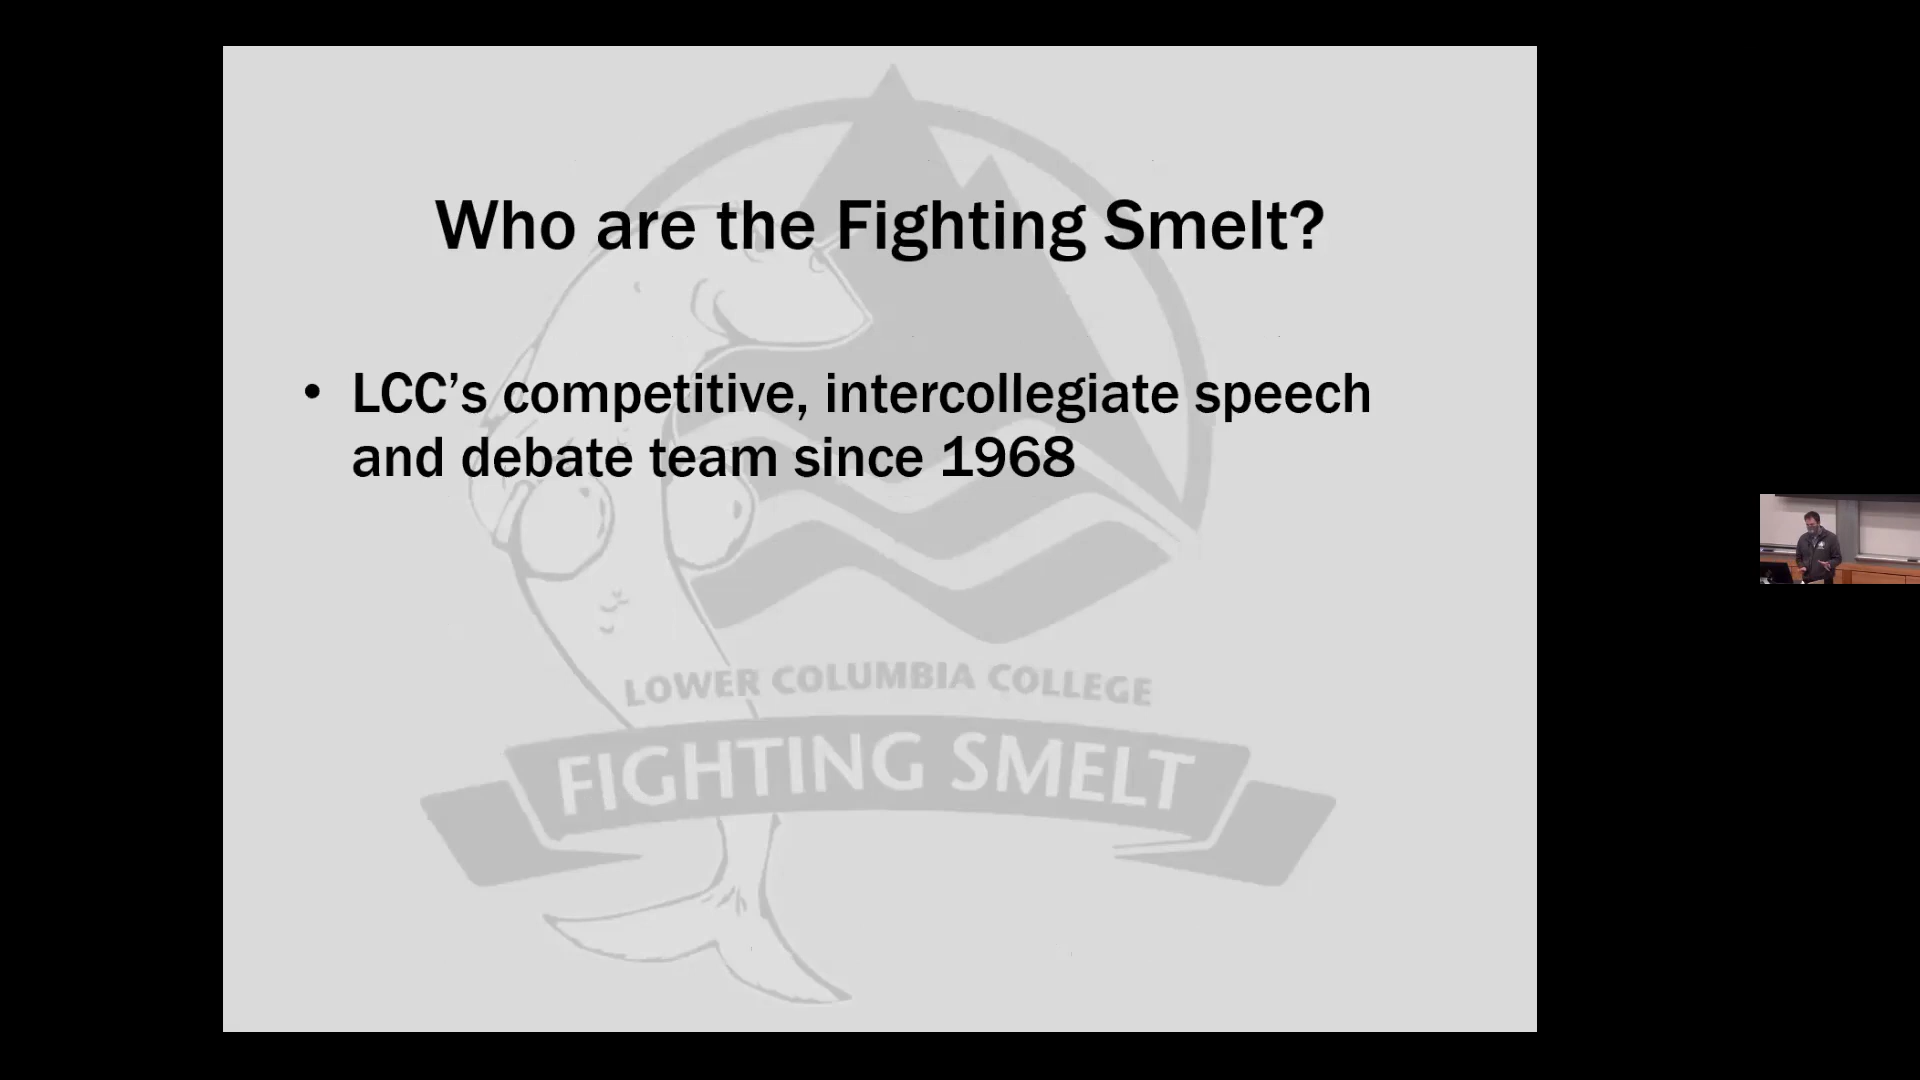 Who are the Fighting Smelt?
• LCC’s competitive, intercollegiate speech
and debate team since 1968
LOWER COLUMBIA COLLEGE
FIGHTING SMELT